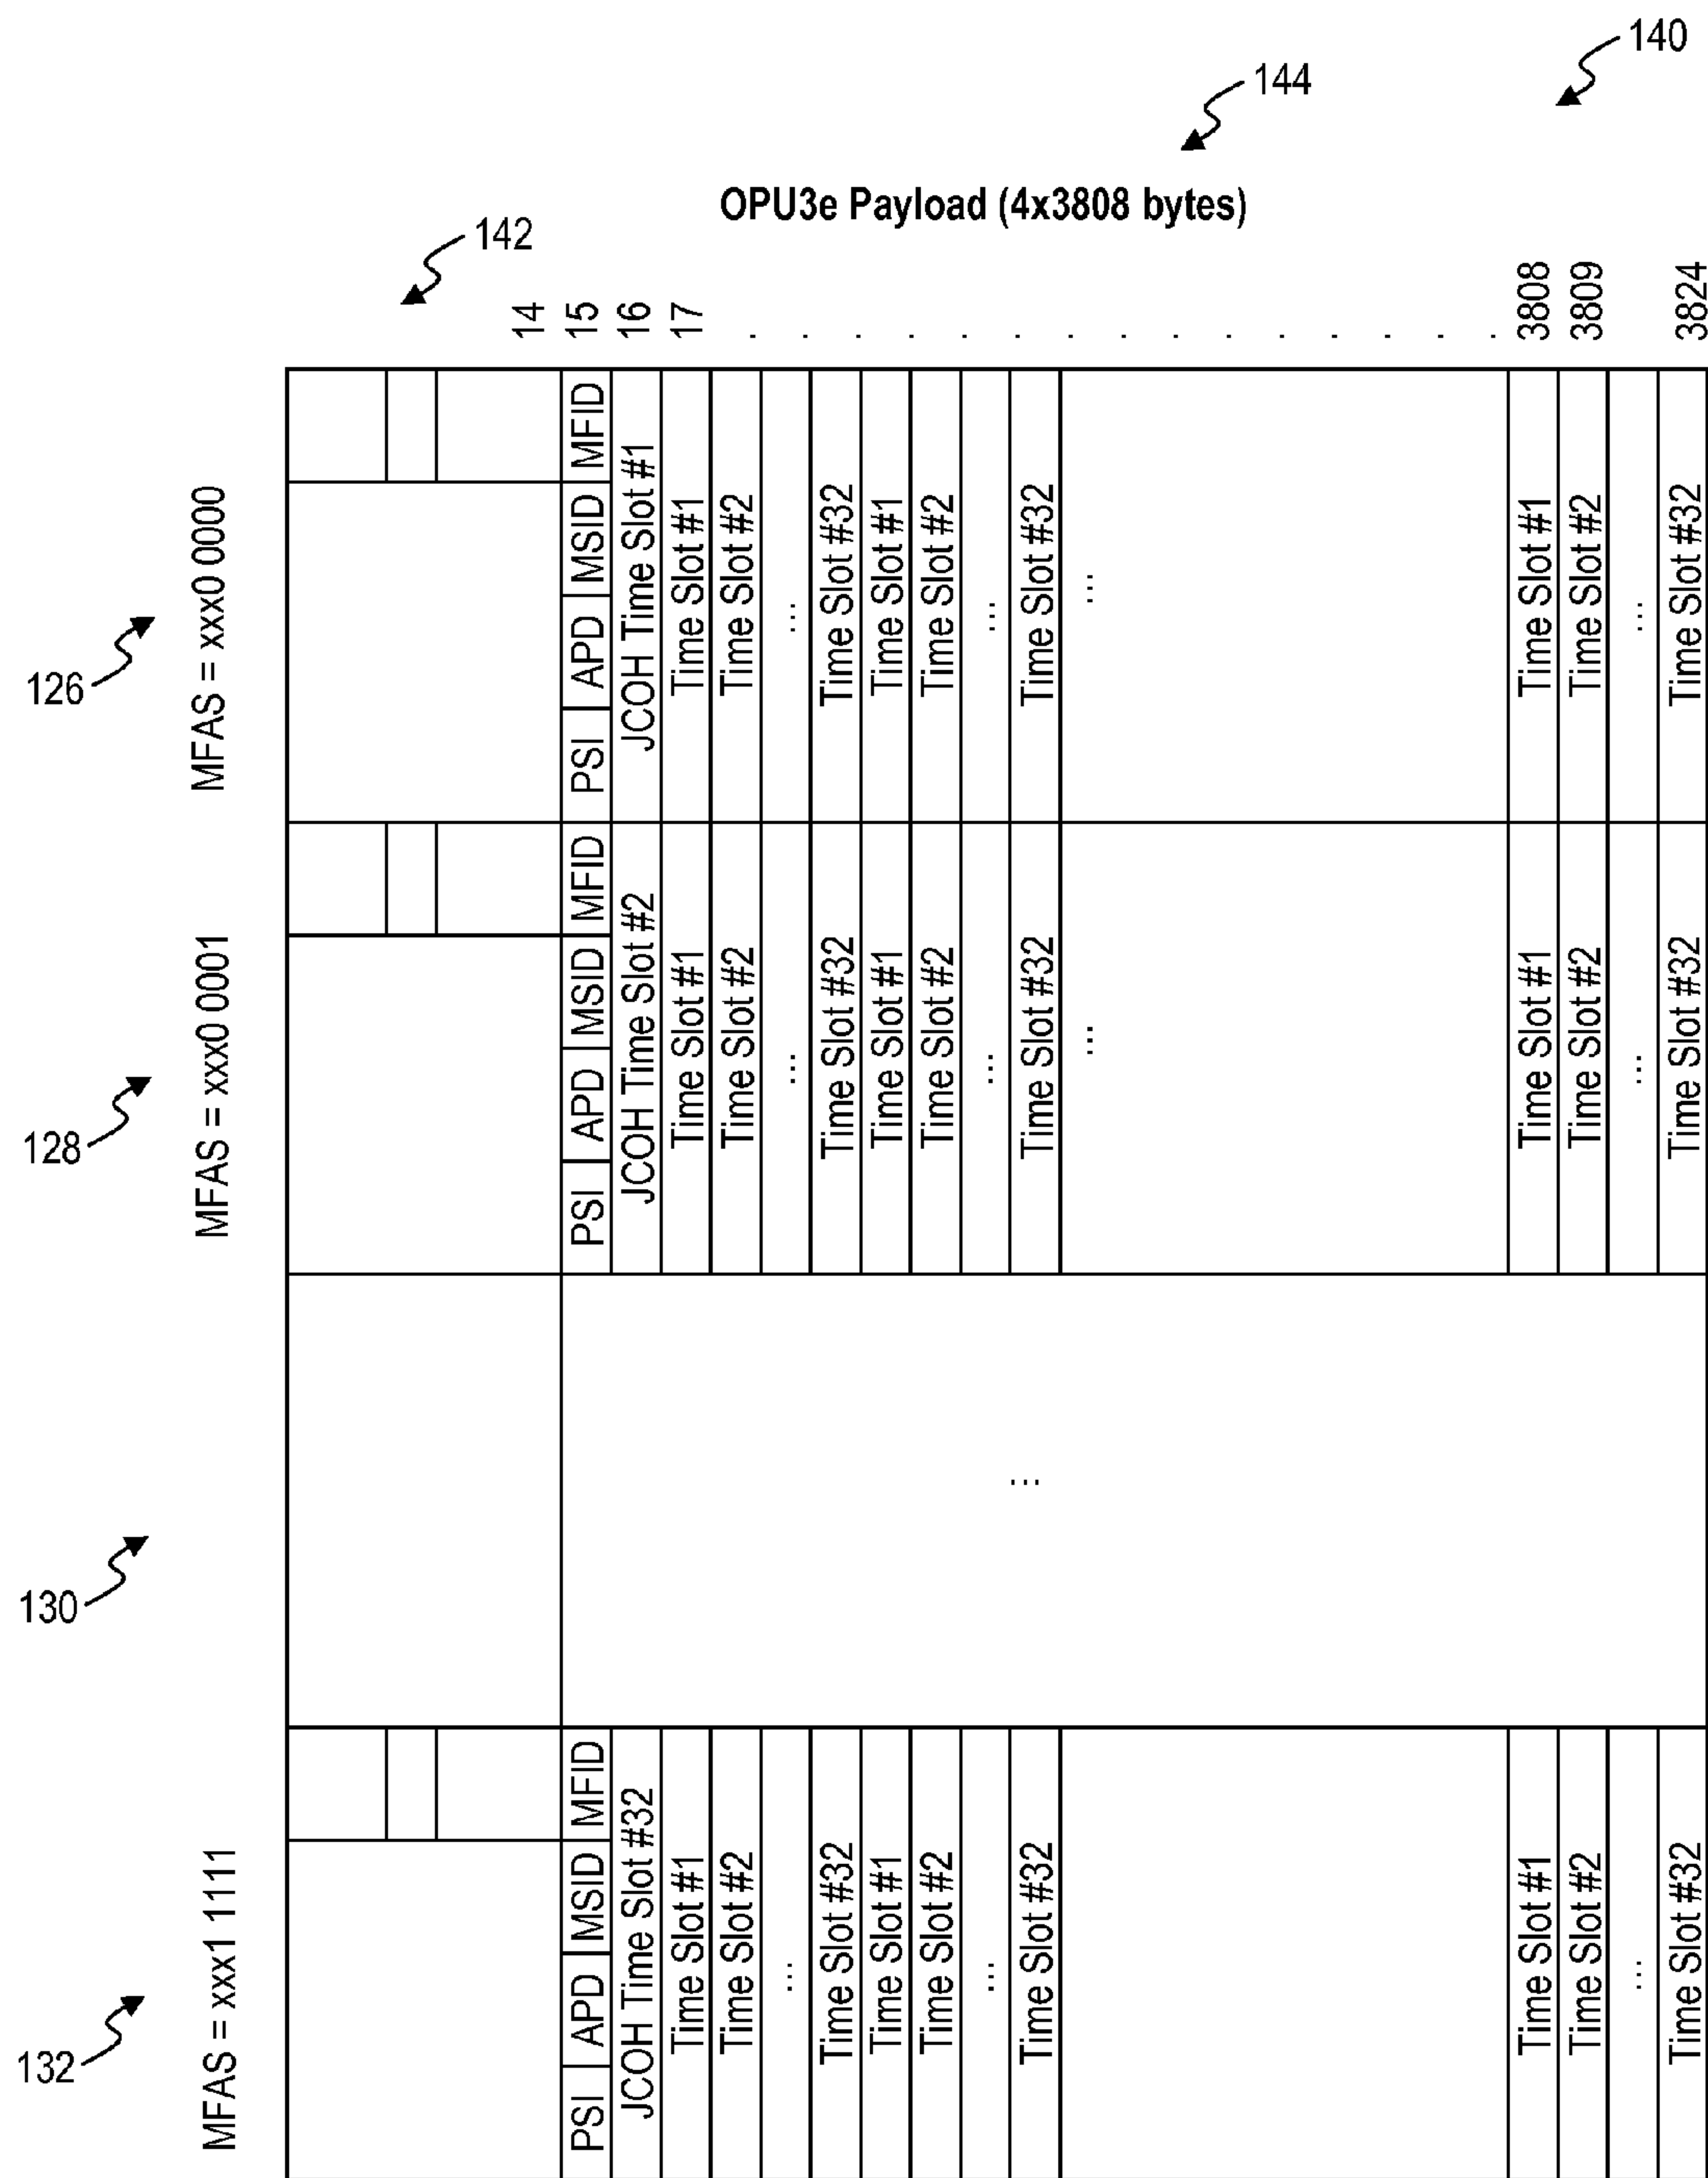 140
144
OPU3e Payload (4x3808 bytes)
142
14
15
16
17
. . . . . . . . . . . . . . .
3808
3809
3824
126
MFAS = xxx0 0000
PSI APD MSID MFID
JCOH Time Slot #1
Time Slot #1
Time Slot #2
...
Time Slot #32
Time Slot #1
Time Slot #2
...
Time Slot #32
...
Time Slot #1
Time Slot #2
...
Time Slot #32
128
MFAS = xxx0 0001
PSI APD MSID MFID
JCOH Time Slot #2
Time Slot #1
Time Slot #2
...
Time Slot #32
Time Slot #1
Time Slot #2
...
Time Slot #32
...
Time Slot #1
Time Slot #2
...
Time Slot #32
130
...
132
MFAS = xxx1 1111
PSI APD MSID MFID
JCOH Time Slot #32
Time Slot #1
Time Slot #2
...
Time Slot #32
Time Slot #1
Time Slot #2
...
Time Slot #32
Time Slot #1
Time Slot #2
...
Time Slot #32